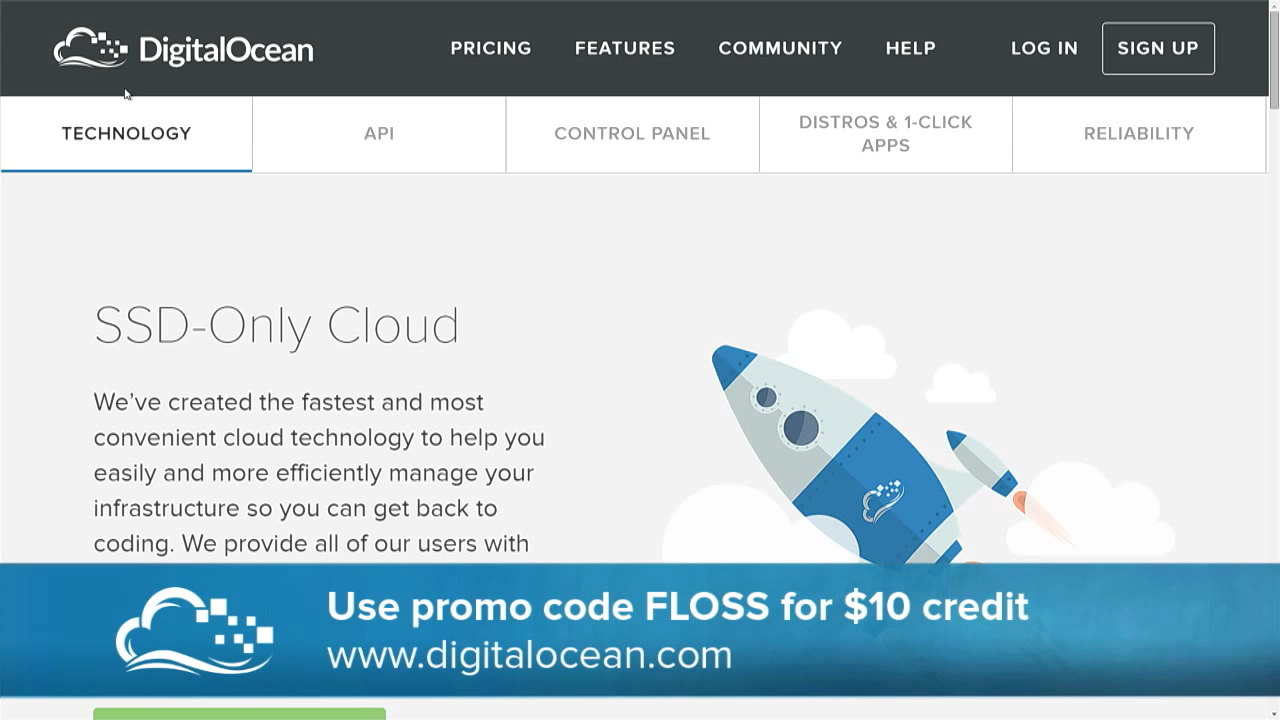 DigitalOcean
PRICING FEATURES COMMUNITY HELP LOG IN SIGN UP
TECHNOLOGY
API
CONTROL PANEL
DISTROS & 1-CLICK
APPS
RELIABILITY
SSD-Only Cloud
We’ve created the fastest and most
convenient cloud technology to help you
easily and more efficiently manage your
infrastructure so you can get back to
coding. We provide all of our users with
Use promo code FLOSS for $10 credit
www.digitalocean.com